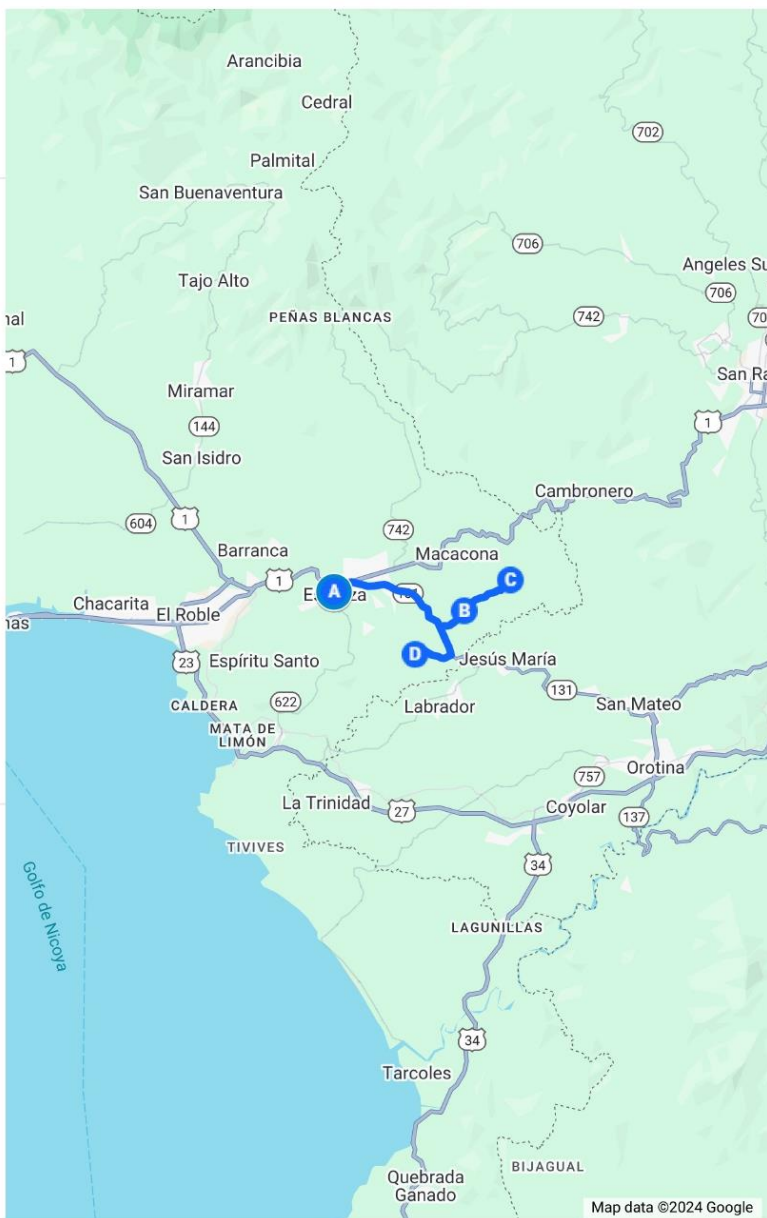 Arancibia
Cedral
702
Palmital
San Buenaventura
706
Angeles Su
Tajo Alto
706
PEÑAS BLANCAS
742
70
nal
1
San Ra
Miramar
1
144
San Isidro
Cambronero
604
1
742
Barranca
Macacona
1
A
C
Chacarita
El Roble
B
nas
D
23
Espíritu Santo
Jesús María
131
CALDERA
622
Labrador
San Mateo
MATA DE
LIMÓN
Orotina
757
La Trinidad
27
Coyolar
137
TIVIVES
34
Golfo de Nicoya
LAGUNILLAS
34
Tarcoles
BIJAGUAL
Quebrada
Ganado
Map data ©2024 Google